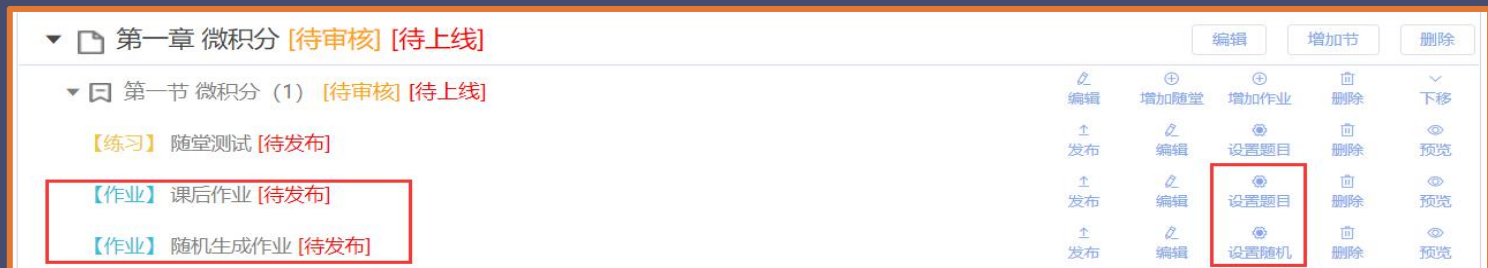 第一章 微积分 [待审核] [待上线] 编辑 增加节 删除
第一节 微积分（1） [待审核] [待上线] 编辑 增加随堂 增加作业 删除 下移
【练习】 随堂测试 [待发布] 发布 编辑 设置题目 删除 预览
【作业】 课后作业 [待发布] 发布 编辑 设置题目 删除 预览
【作业】 随机生成作业 [待发布] 发布 编辑 设置随机 删除 预览